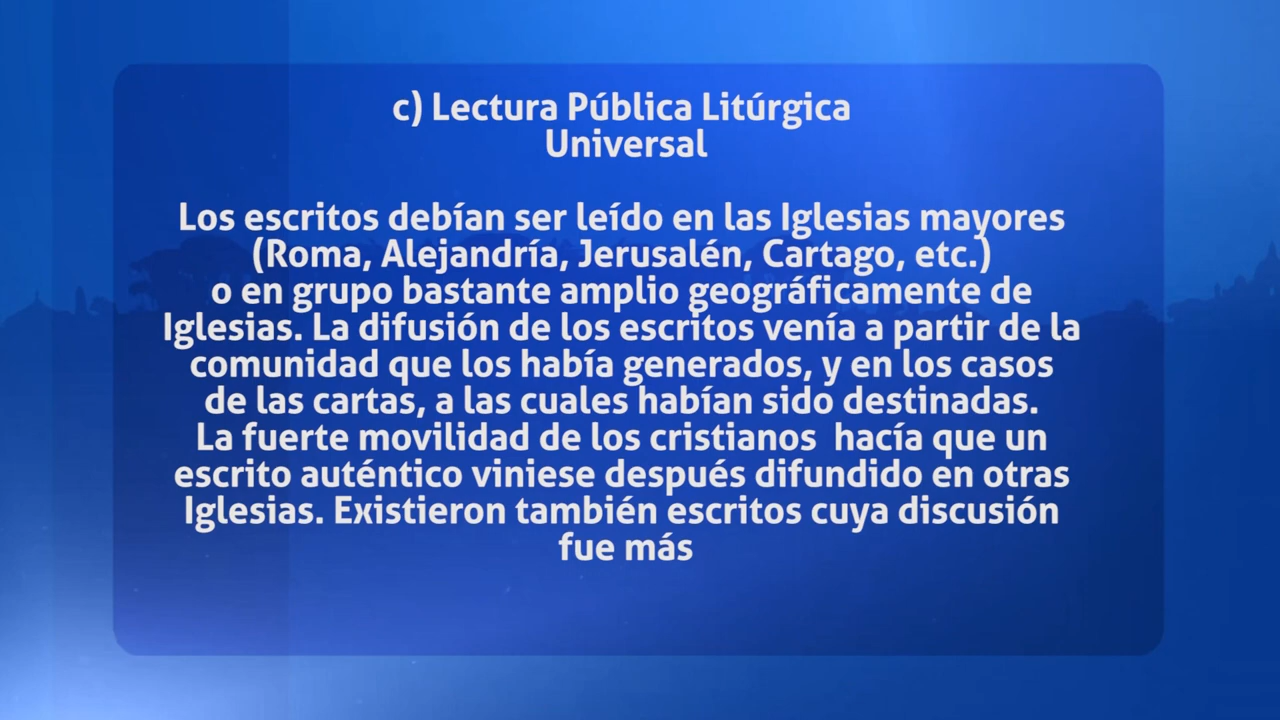 c) Lectura Pública Litúrgica
Universal
Los escritos debían ser leído en las Iglesias mayores
(Roma, Alejandría, Jerusalén, Cartago, etc.)
o en grupo bastante amplio geográficamente de
Iglesias. La difusión de los escritos venía a partir de la
comunidad que los había generados, y en los casos
de las cartas, a las cuales habían sido destinadas.
La fuerte movilidad de los cristianos  hacía que un
escrito auténtico viniese después difundido en otras
Iglesias. Existieron también escritos cuya discusión
fue más